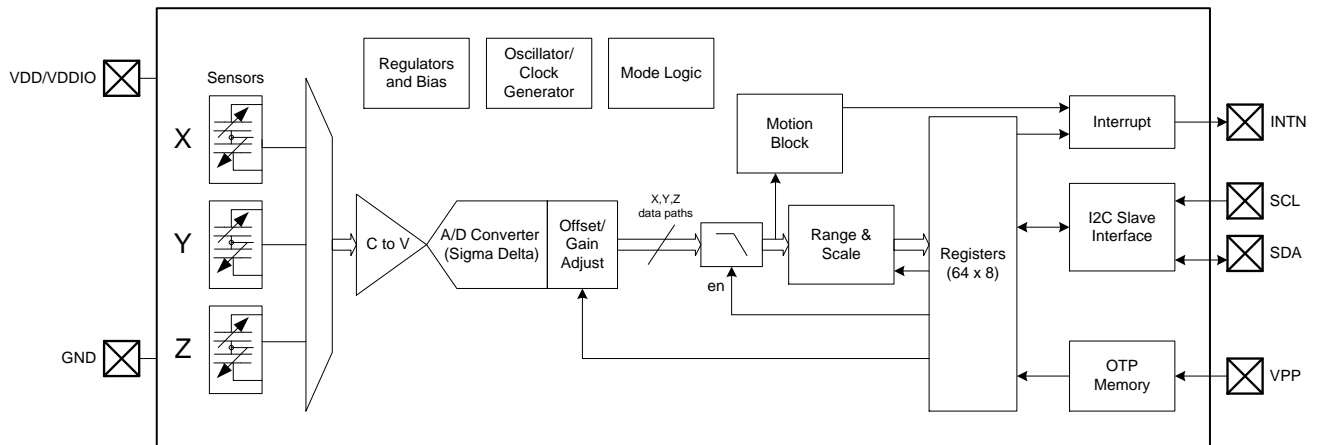 VDD/VDDIO
Sensors
X
Y
Z
GND
Regulators
and Bias
Oscillator/
Clock
Generator
Mode Logic
C to V
A/D Converter
(Sigma Delta)
Offset/
Gain
Adjust
X,Y,Z
data paths
en
Motion
Block
Range &
Scale
Registers
(64 x 8)
Interrupt
I2C Slave
Interface
OTP
Memory
INTN
SCL
SDA
VPP